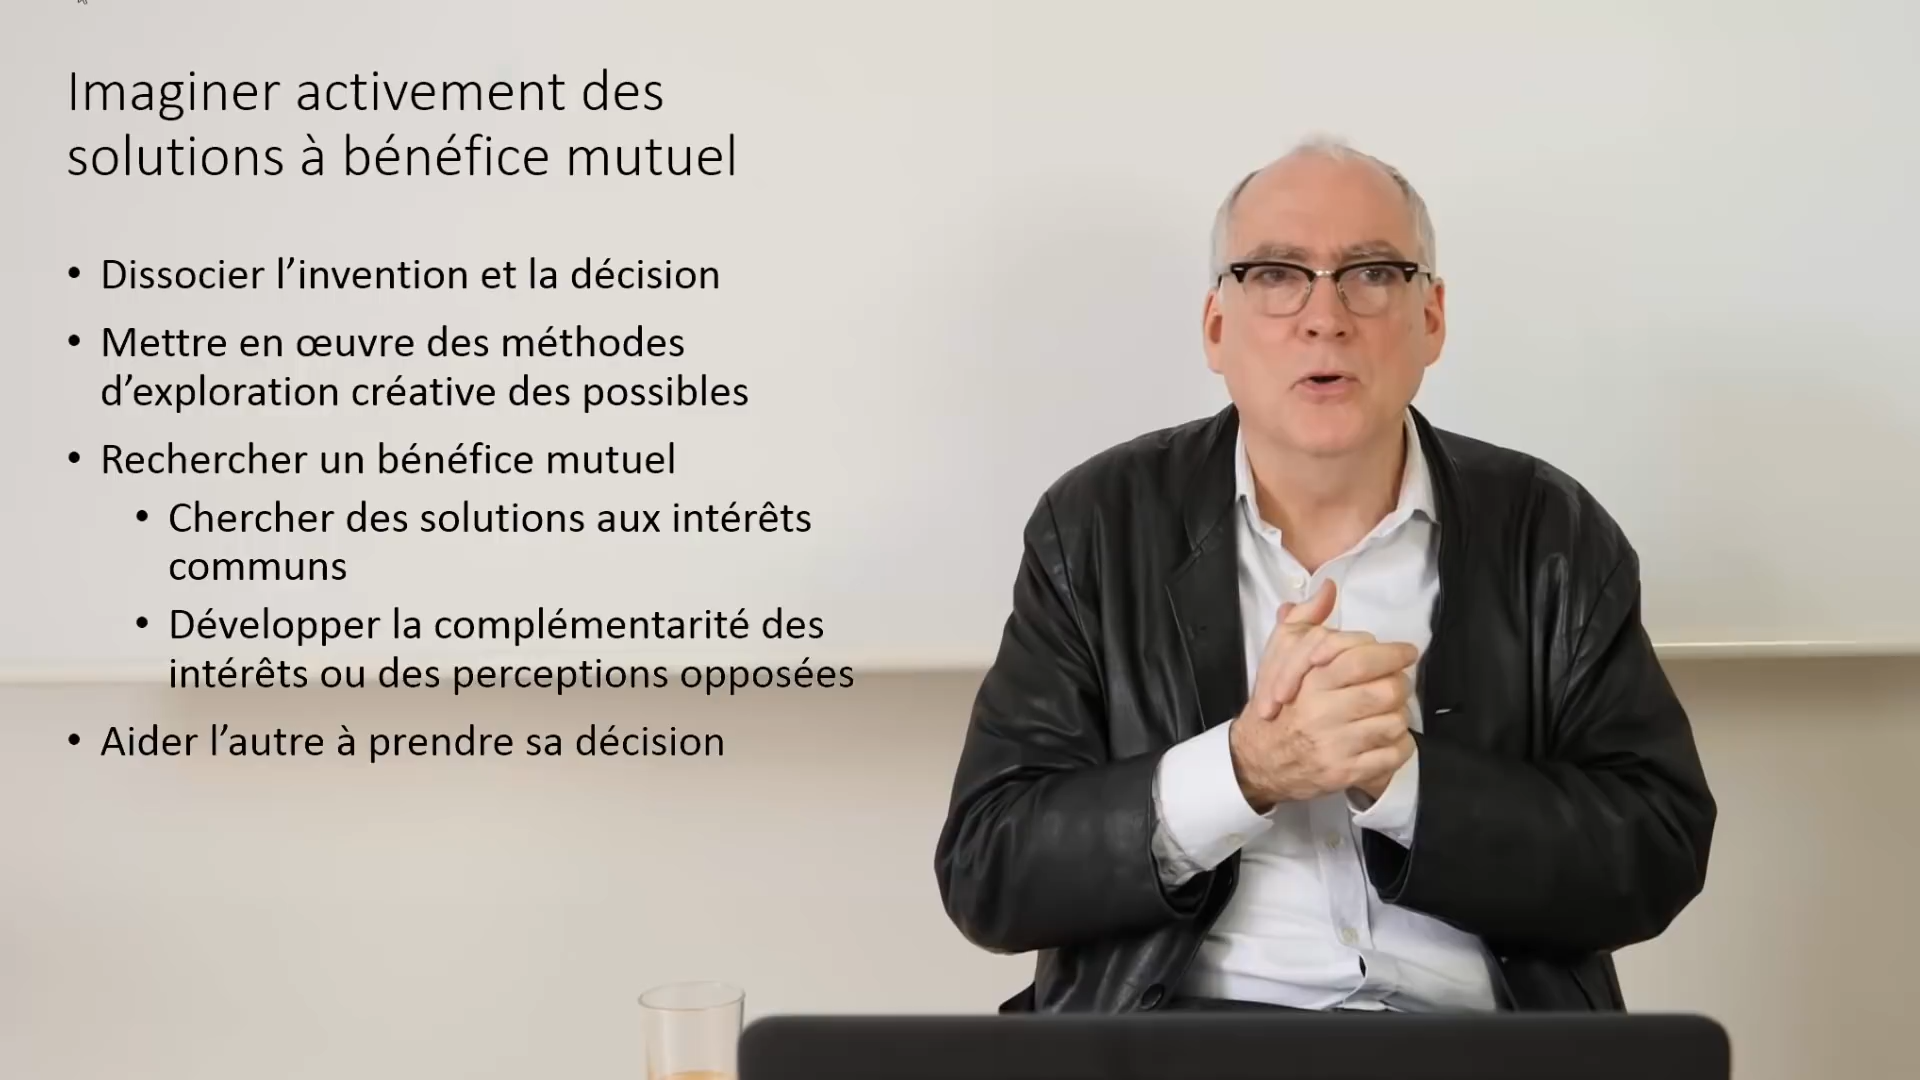 Imaginer activement des
solutions à bénéfice mutuel
• Dissocier l’invention et la décision
• Mettre en œuvre des méthodes
d’exploration créative des possibles
• Rechercher un bénéfice mutuel
• Chercher des solutions aux intérêts
communs
• Développer la complémentarité des
intérêts ou des perceptions opposées
• Aider l’autre à prendre sa décision